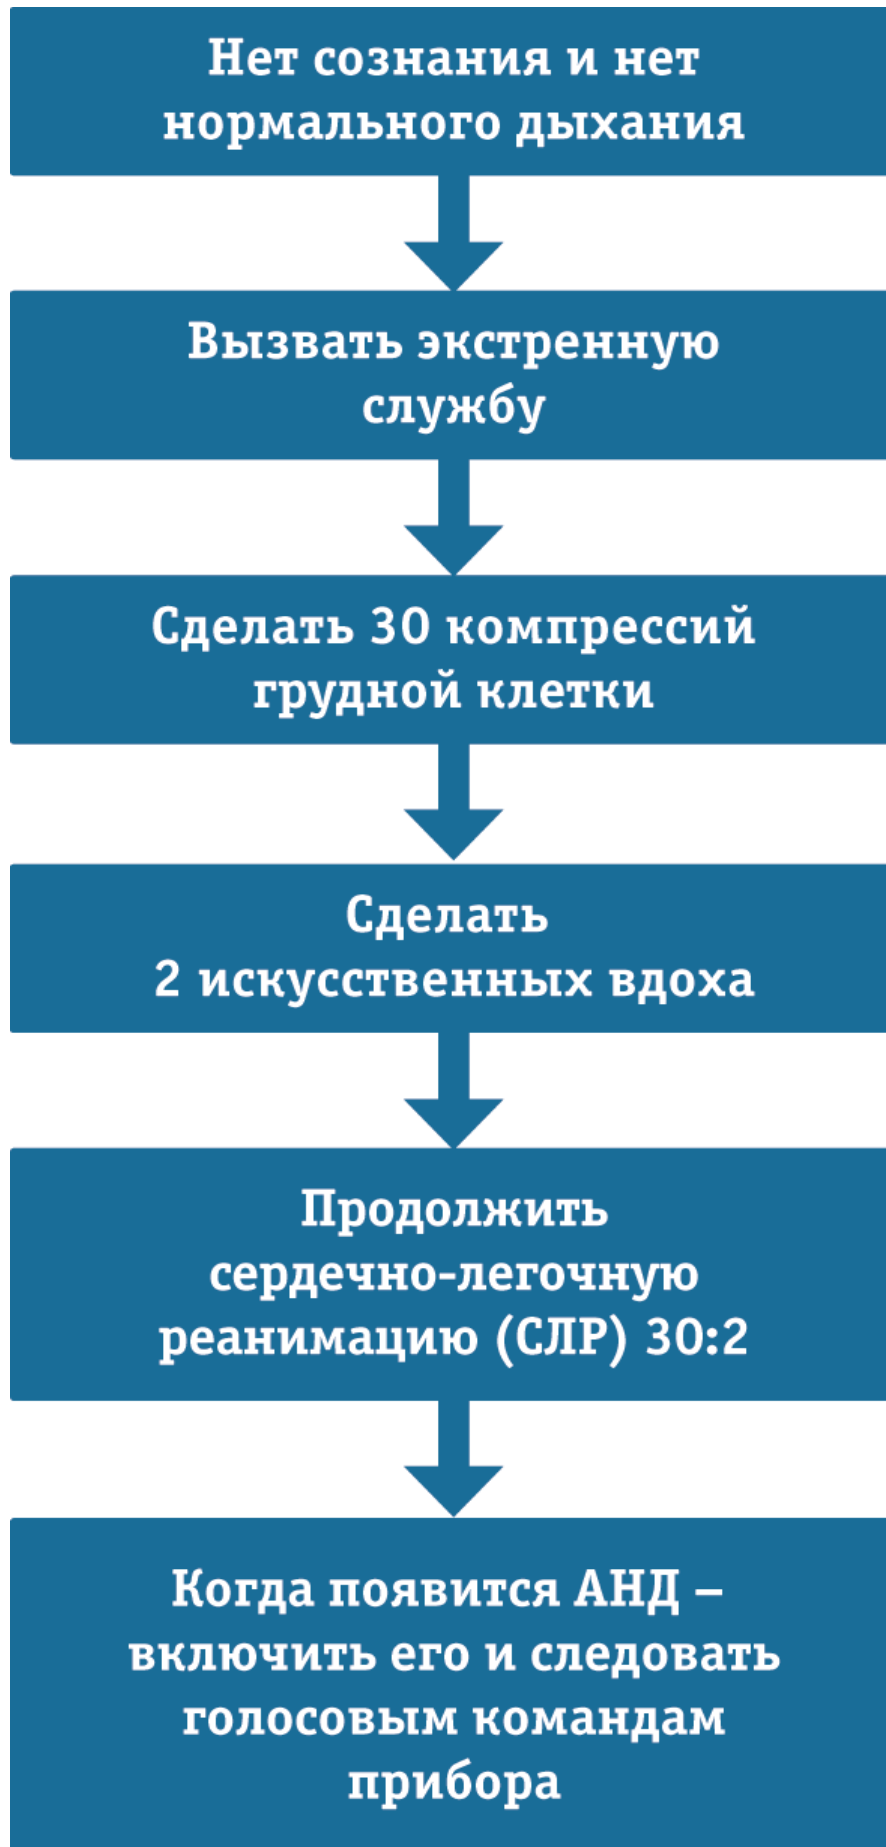 Нет сознания и нет
нормального дыхания
Вызвать экстренную
службу
Сделать 30 компрессий
грудной клетки
Сделать
2 искусственных вдоха
Продолжить
сердечно-легочную
реанимацию (СЛР) 30:2
Когда появится АНД –
включить его и следовать
голосовым командам
прибора